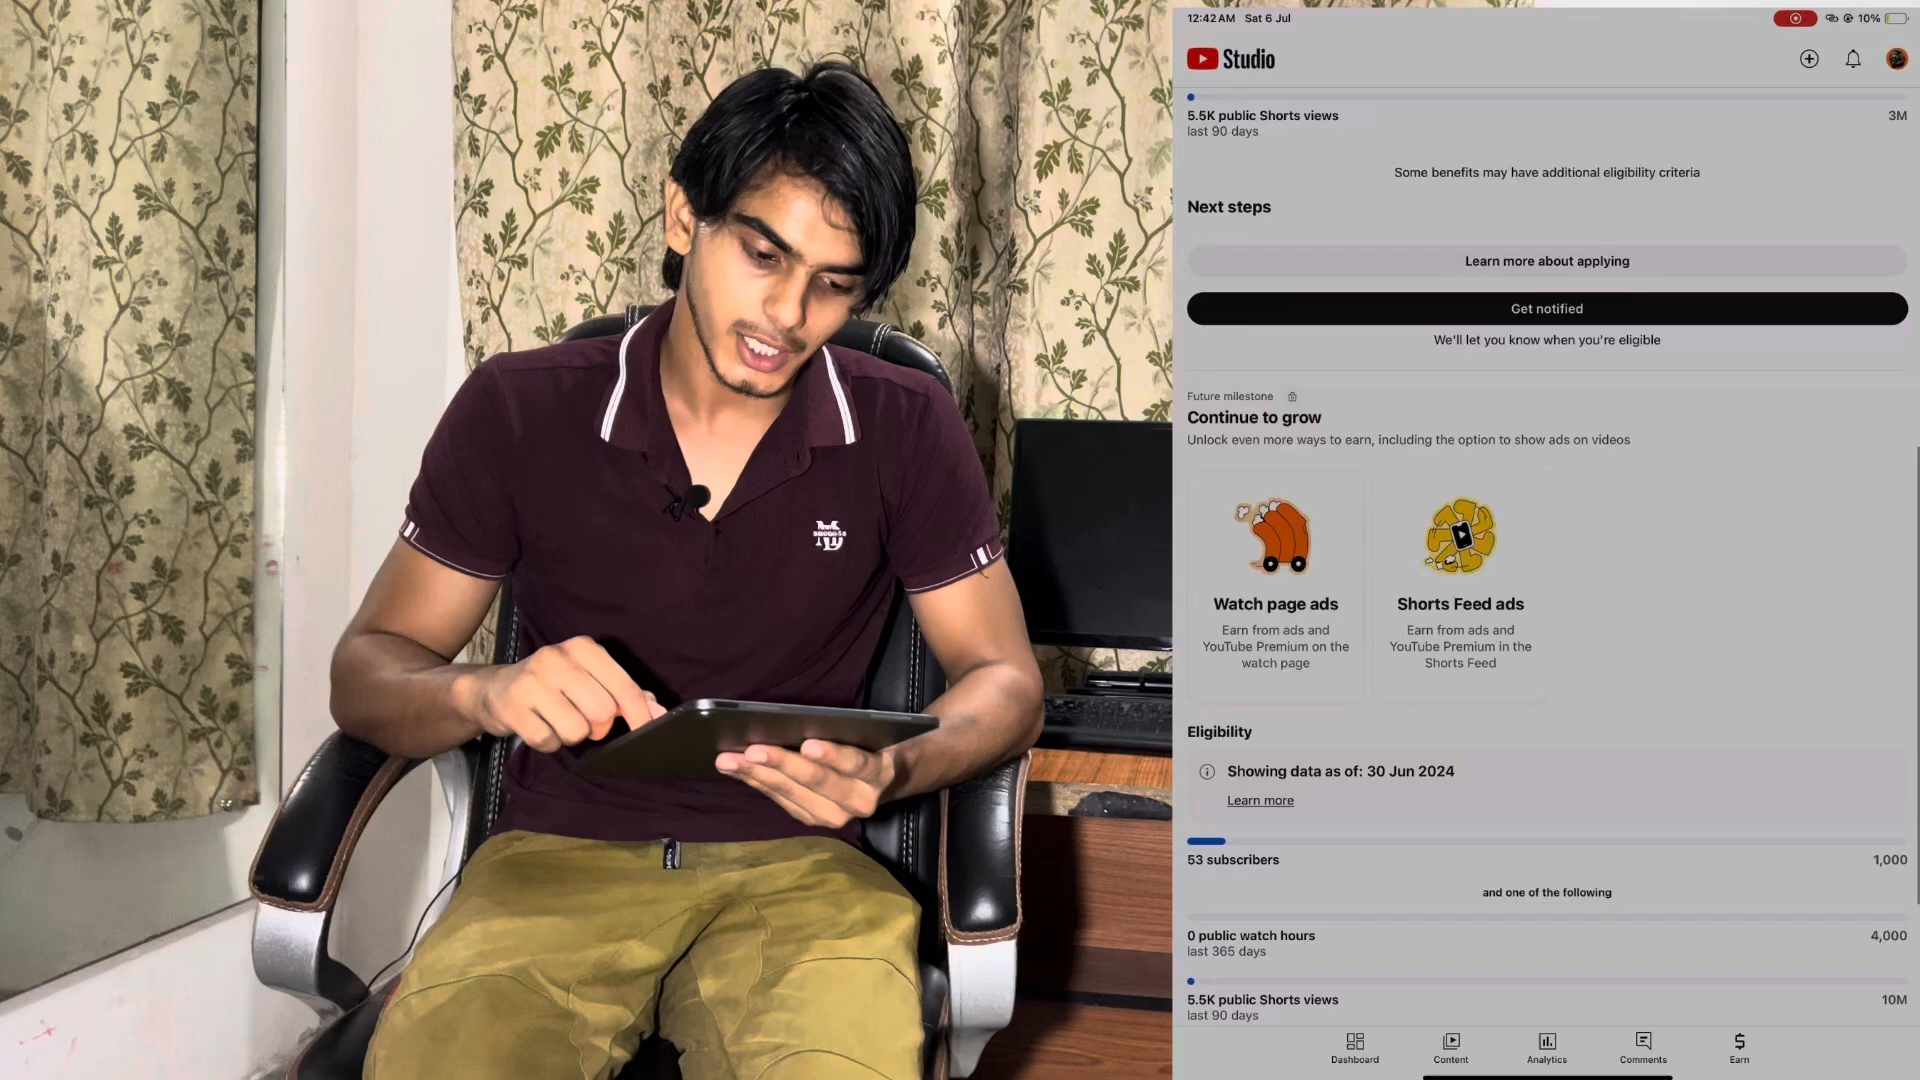 12:42 AM Sat 6 Jul
10%
Studio
5.5K public Shorts views
3M
last 90 days
Some benefits may have additional eligibility criteria
Next steps
Learn more about applying
Get notified
We'll let you know when you're eligible
Future milestone
Continue to grow
Unlock even more ways to earn, including the option to show ads on videos
Watch page ads
Earn from ads and
YouTube Premium on the
watch page
Shorts Feed ads
Earn from ads and
YouTube Premium in the
Shorts Feed
Eligibility
Showing data as of: 30 Jun 2024
Learn more
53 subscribers
1,000
and one of the following
0 public watch hours
4,000
last 365 days
5.5K public Shorts views
10M
last 90 days
Dashboard
Content
Analytics
Comments
Earn